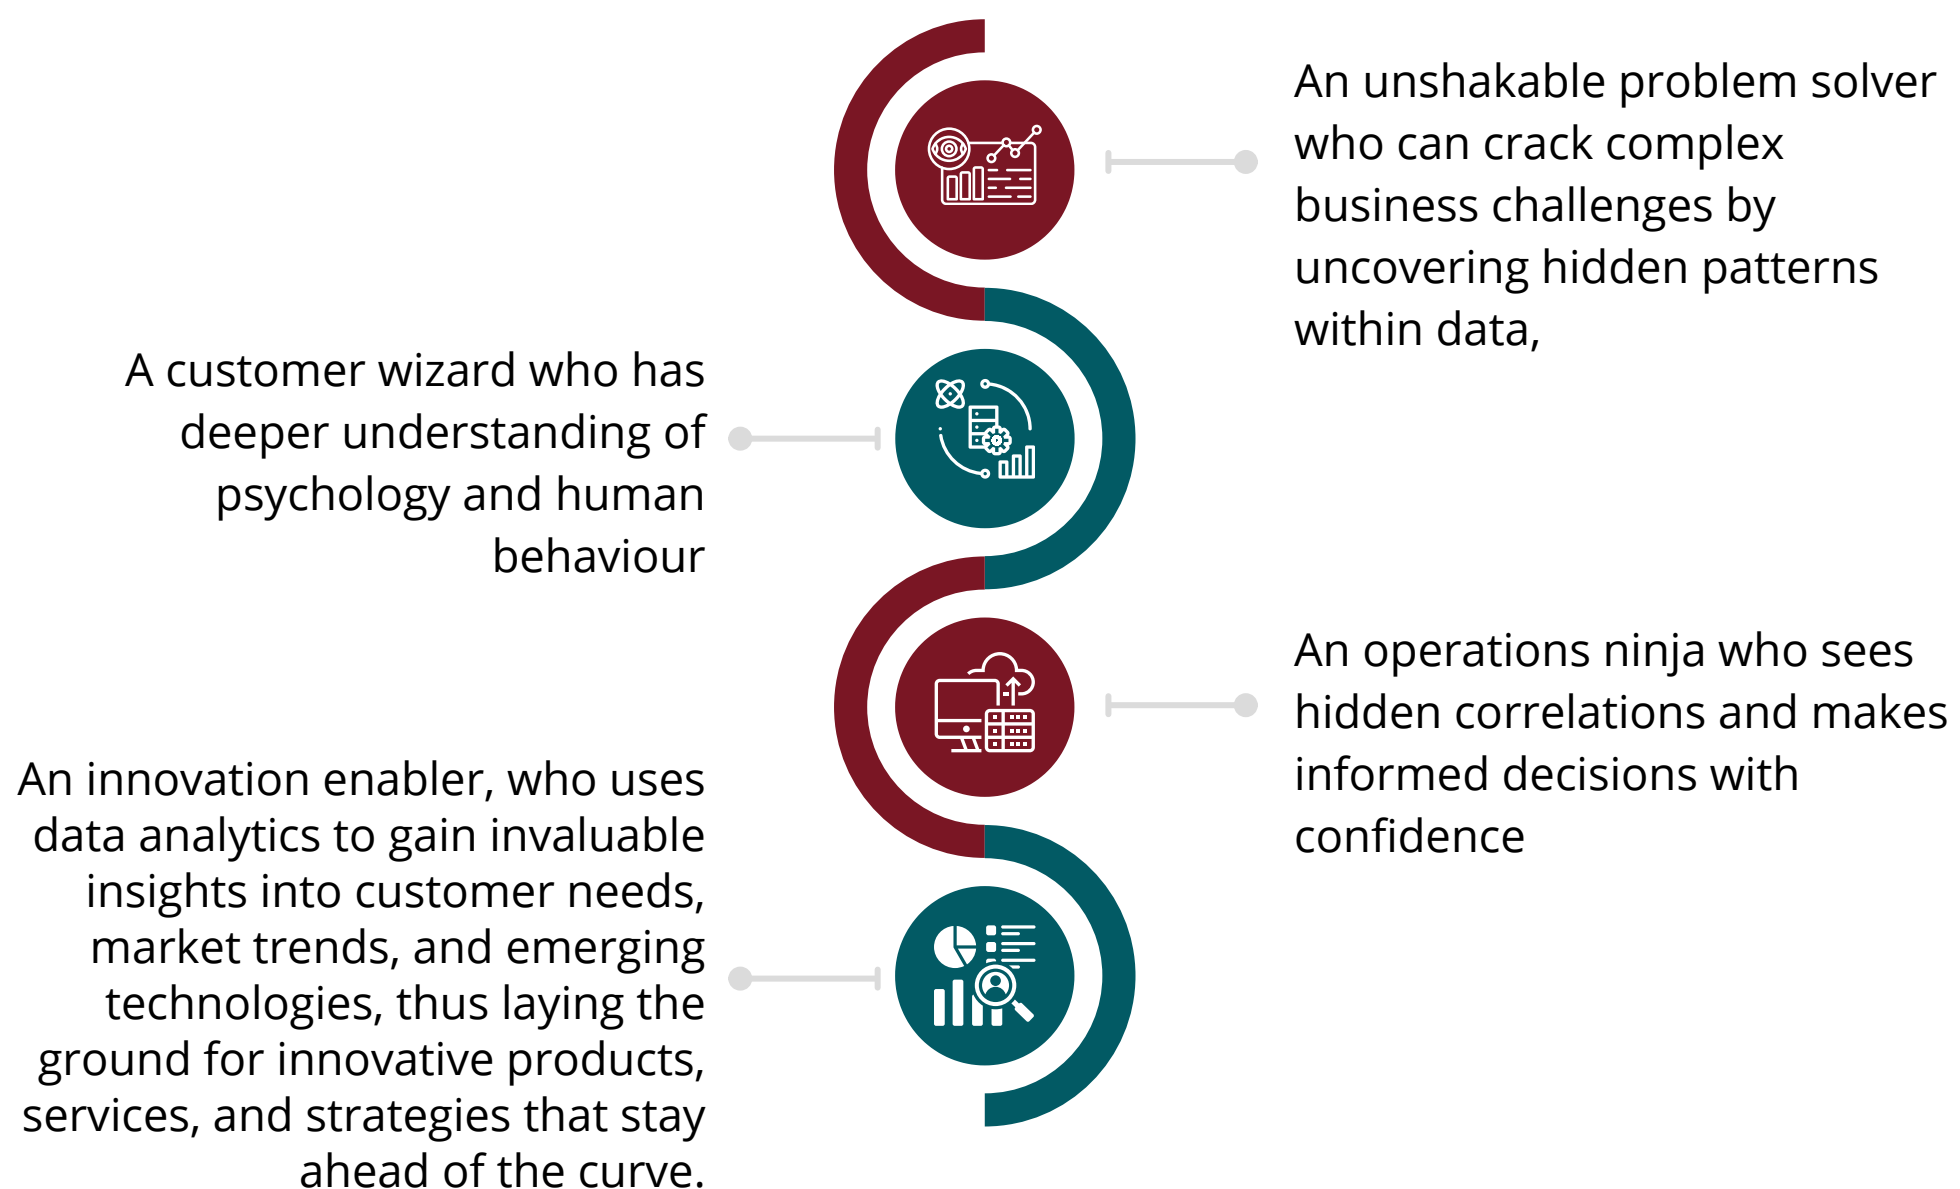 An unshakable problem solver
who can crack complex
business challenges by
uncovering hidden patterns
within data,
A customer wizard who has
deeper understanding of
psychology and human
behaviour
An operations ninja who sees
hidden correlations and makes
informed decisions with
confidence
An innovation enabler, who uses
data analytics to gain invaluable
insights into customer needs,
market trends, and emerging
technologies, thus laying the
ground for innovative products,
services, and strategies that stay
ahead of the curve.